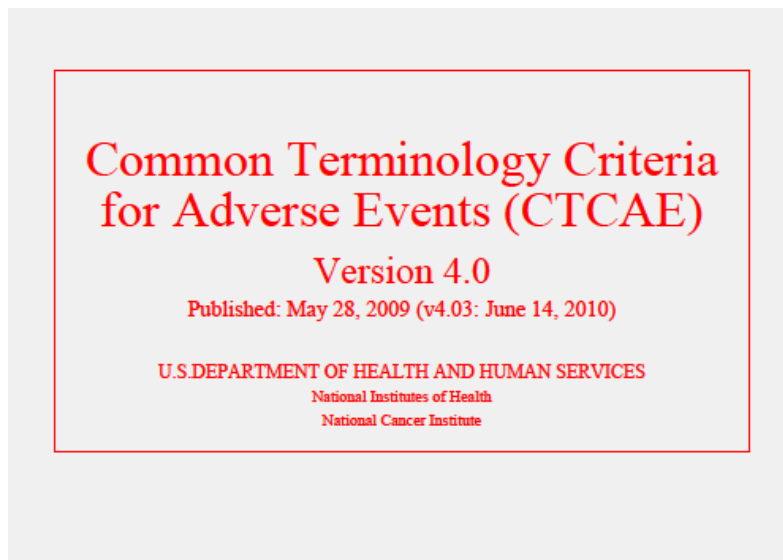 Common Terminology Criteria
for Adverse Events (CTCAE)
Version 4.0
Published: May 28, 2009 (v4.03: June 14, 2010)
U.S.DEPARTMENT OF HEALTH AND HUMAN SERVICES
National Institutes of Health
National Cancer Institute